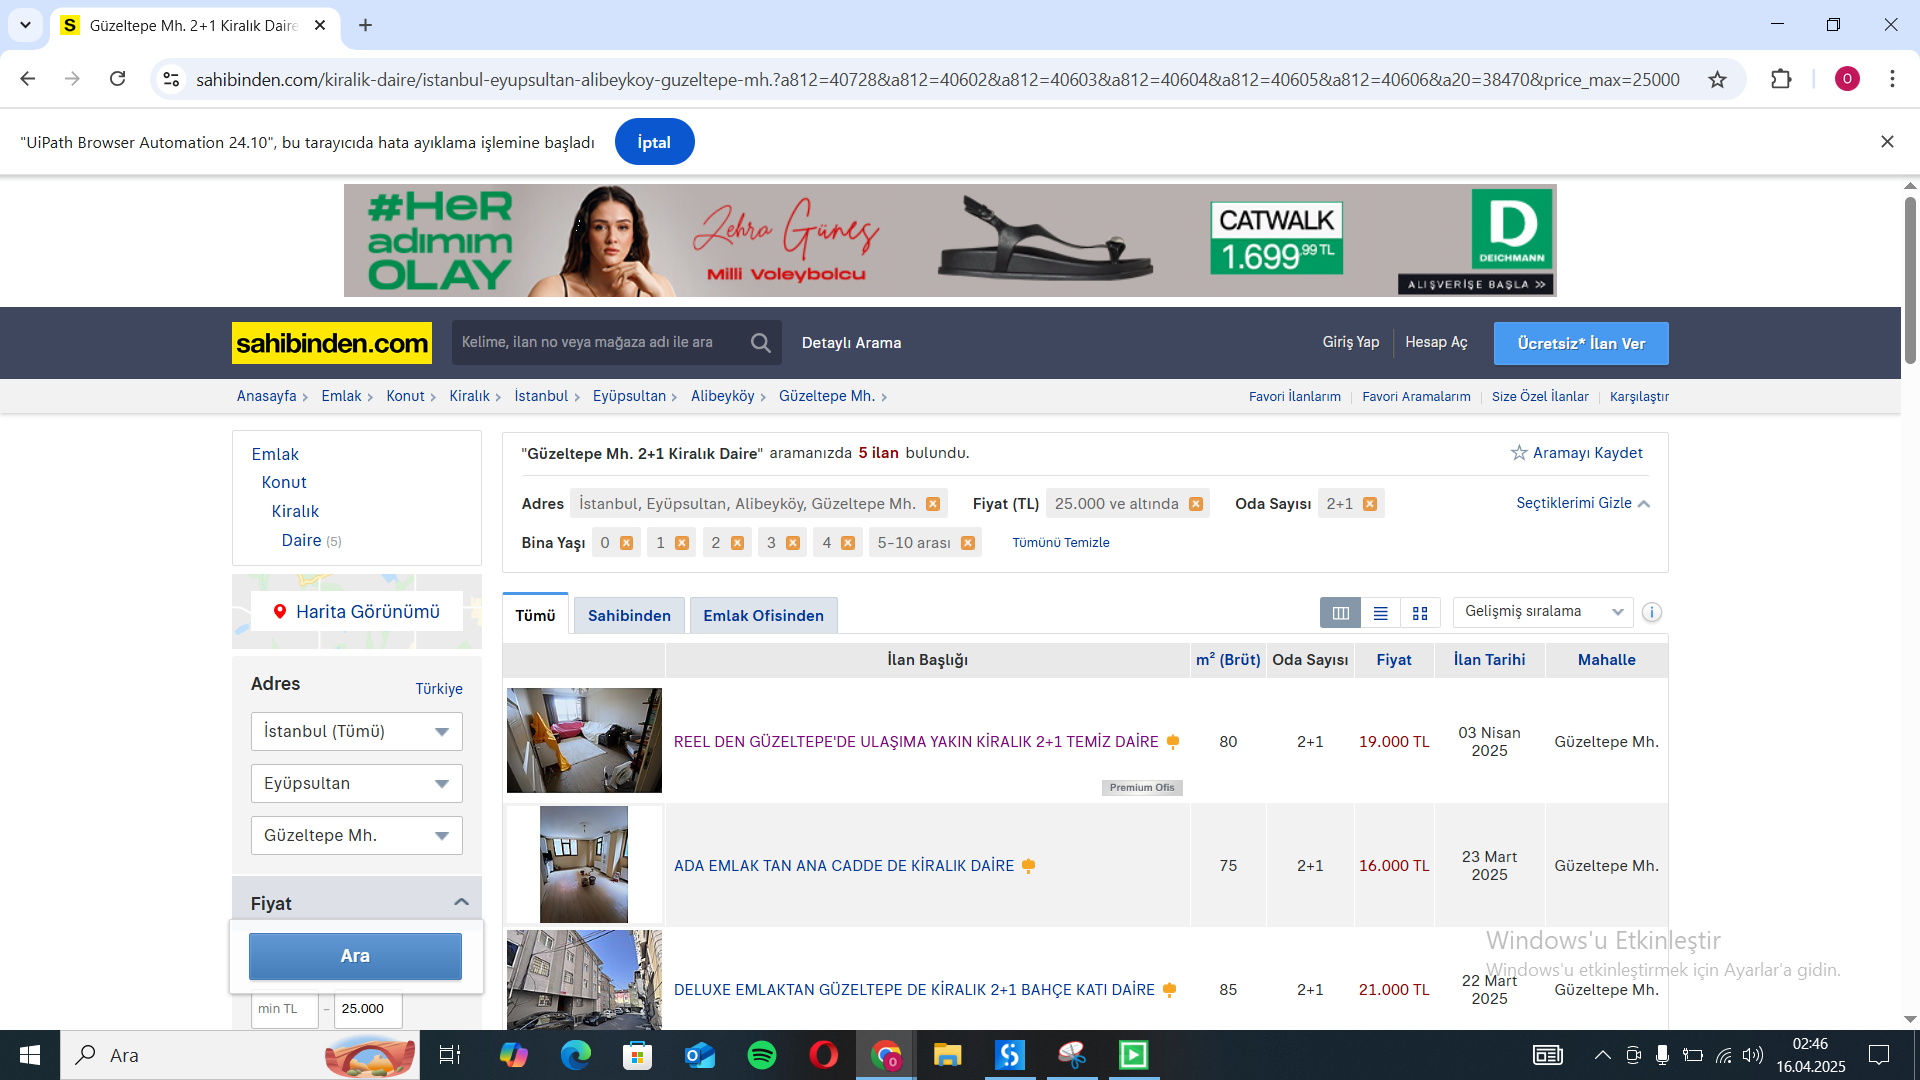 S Güzeltepe Mh. 2+1 Kiralık Daire
sahibinden.com/kiralik-daire/istanbul-eyupsultan-alibeykoy-guzeltepe-mh.?a812=40728&a812=40602&a812=40603&a812=40604&a812=40605&a812=40606&a20=38470&price_max=25000
O
"UiPath Browser Automation 24.10", bu tarayıcıda hata ayıklama işlemine başladı
İptal
#HeR
adımım
OLAY
Zehra Güneş
Milli Voleybolcu
CATWALK
1.699,99 TL
D
DEICHMANN
ALIŞVERİŞE BAŞLA >>
sahibinden.com
Kelime, ilan no veya mağaza adı ile ara
Detaylı Arama
Giriş Yap
Hesap Aç
Ücretsiz* İlan Ver
Anasayfa > Emlak > Konut > Kiralık > İstanbul > Eyüpsultan > Alibeyköy > Güzeltepe Mh. >
Favori İlanlarım | Favori Aramalarım | Size Özel İlanlar | Karşılaştır
Emlak
Konut
Kiralık
Daire (5)
Harita Görünümü
Adres
Türkiye
İstanbul (Tümü)
Eyüpsultan
Güzeltepe Mh.
Fiyat
Ara
min TL – 25.000
"Güzeltepe Mh. 2+1 Kiralık Daire" aramanızda 5 ilan bulundu.
Aramayı Kaydet
Adres İstanbul, Eyüpsultan, Alibeyköy, Güzeltepe Mh. Fiyat (TL) 25.000 ve altında Oda Sayısı 2+1
Seçtiklerimi Gizle
Bina Yaşı 0 1 2 3 4 5-10 arası Tümünü Temizle
Tümü
Sahibinden
Emlak Ofisinden
Gelişmiş sıralama
İlan Başlığı m² (Brüt) Oda Sayısı Fiyat İlan Tarihi Mahalle
REEL DEN GÜZELTEPE'DE ULAŞIMA YAKIN KİRALIK 2+1 TEMİZ DAİRE 80 2+1 19.000 TL 03 Nisan 2025 Güzeltepe Mh.
Premium Ofis
ADA EMLAK TAN ANA CADDE DE KİRALIK DAİRE 75 2+1 16.000 TL 23 Mart 2025 Güzeltepe Mh.
DELUXE EMLAKTAN GÜZELTEPE DE KİRALIK 2+1 BAHÇE KATI DAİRE 85 2+1 21.000 TL 22 Mart 2025 Güzeltepe Mh.
Windows'u Etkinleştir
Windows'u etkinleştirmek için Ayarlar'a gidin.
Ara
02:46
16.04.2025